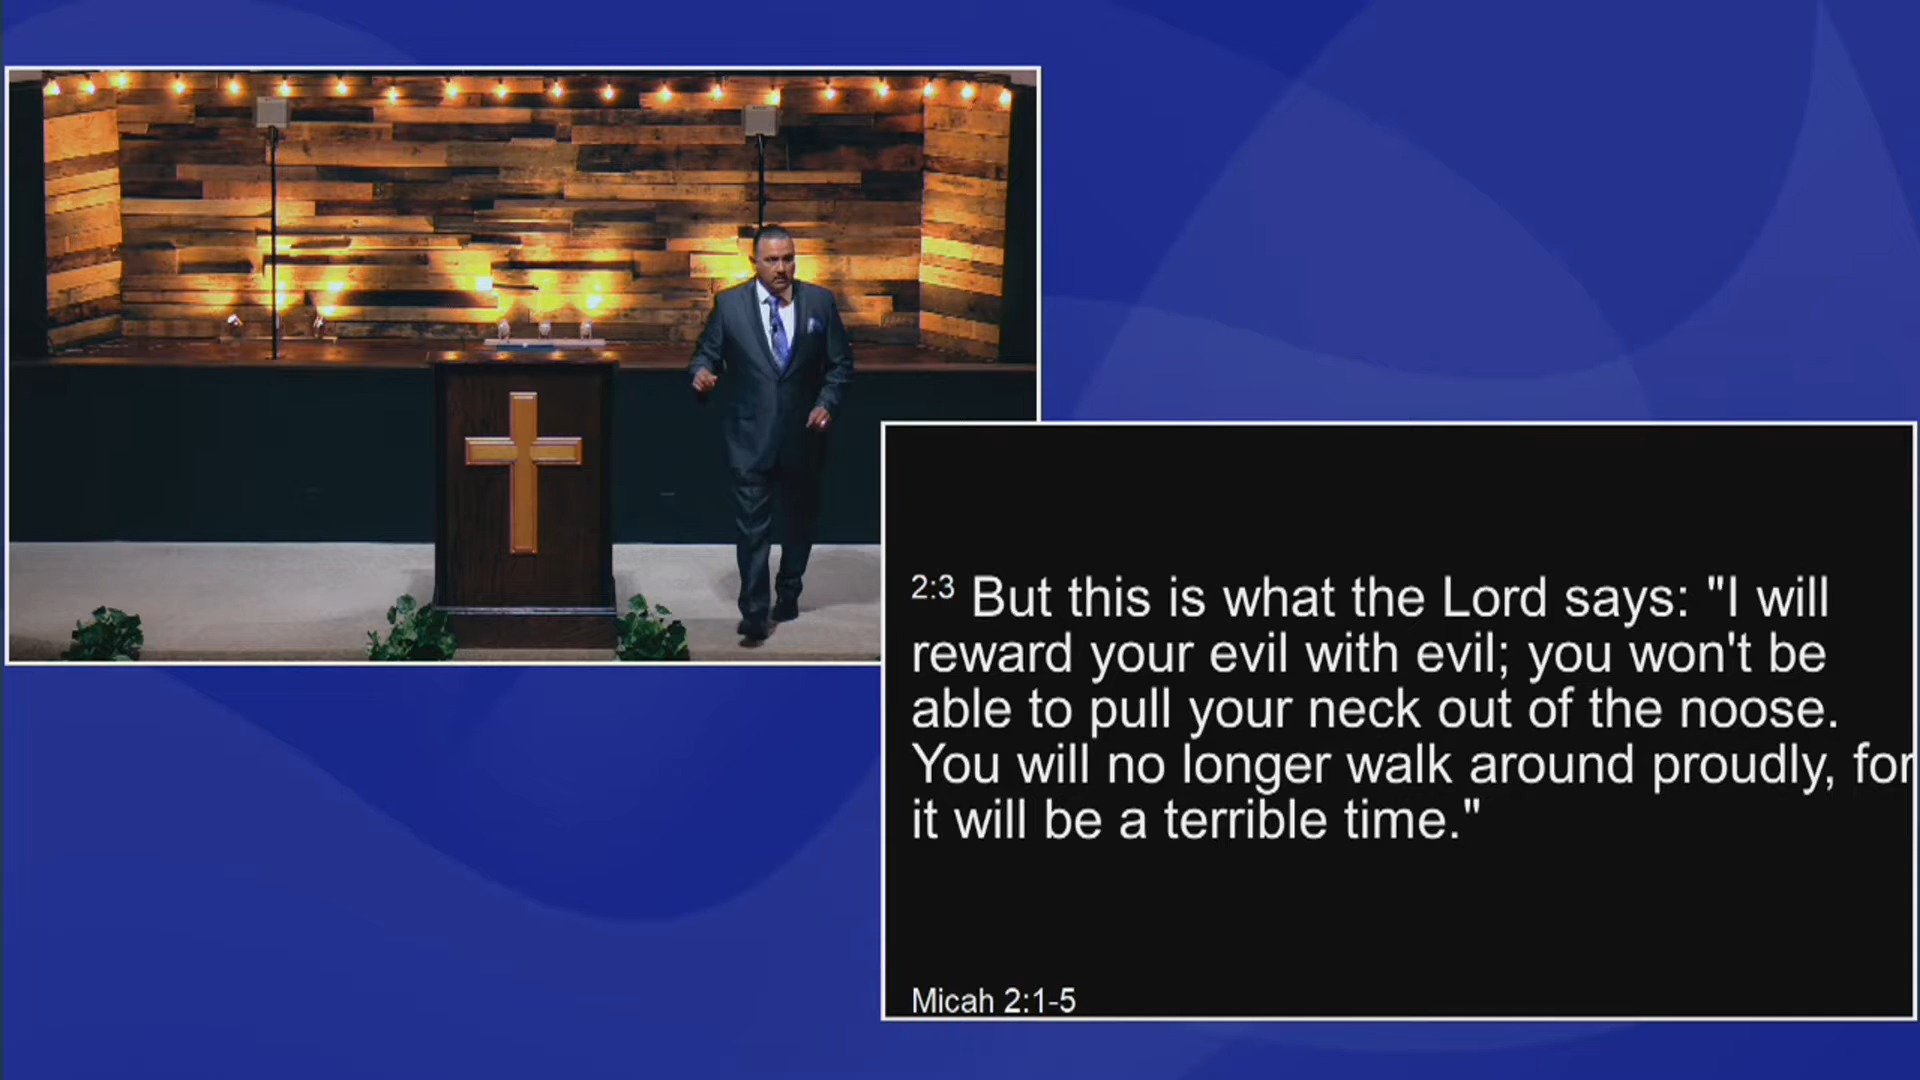 2:3 But this is what the Lord says: "I will
reward your evil with evil; you won't be
able to pull your neck out of the noose.
You will no longer walk around proudly, for
it will be a terrible time."
Micah 2:1-5